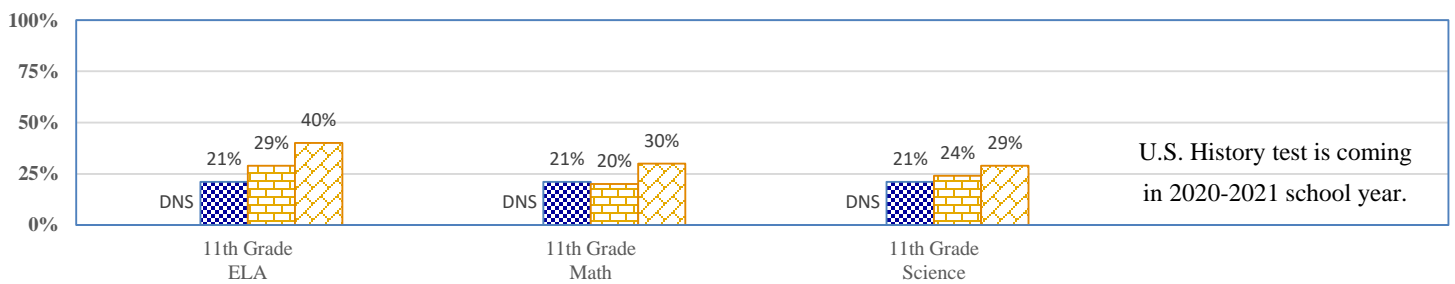 100%
75%
50%
25%
0%
DNS
21%
29%
40%
DNS
21%
20%
30%
DNS
21%
24%
29%
U.S. History test is coming
in 2020-2021 school year.
11th Grade
ELA
11th Grade
Math
11th Grade
Science